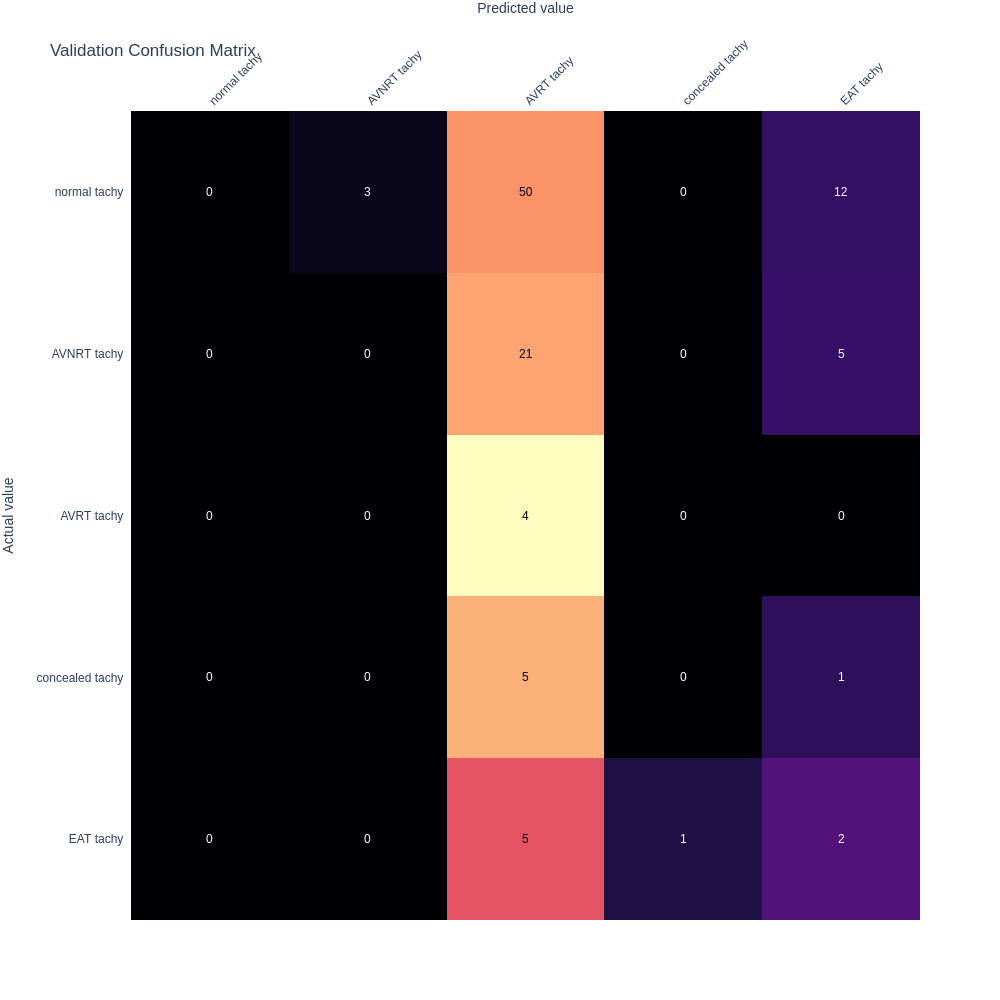 Predicted value
Validation Confusion Matrix
normal tachy
AVNRT tachy
AVRT tachy
concealed tachy
EAT tachy
Actual value
normal tachy 0 3 50 0 12
AVNRT tachy 0 0 21 0 5
AVRT tachy 0 0 4 0 0
concealed tachy 0 0 5 0 1
EAT tachy 0 0 5 1 2